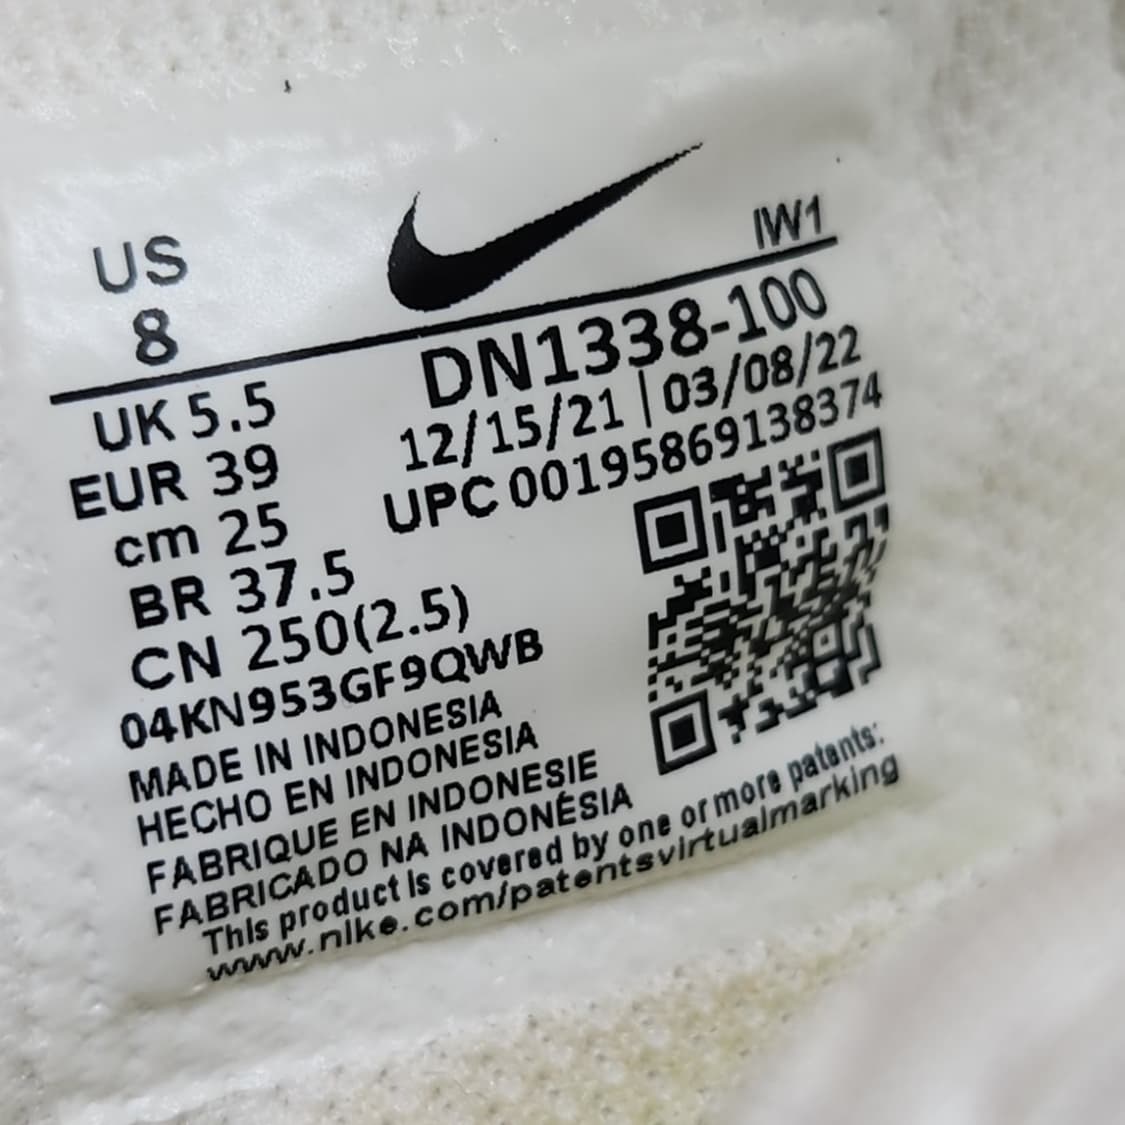 US
8
IW1
DN1338-100
12/15/21 | 03/08/22
UPC 00195869138374
UK 5.5
EUR 39
cm 25
BR 37.5
CN 250(2.5)
04KN953GF9QWB
MADE IN INDONESIA
HECHO EN INDONESIA
FABRIQUE EN INDONESIE
FABRICADO NA INDONÉSIA
This product is covered by one or more patents:
www.nike.com/patentsvirtualmarking